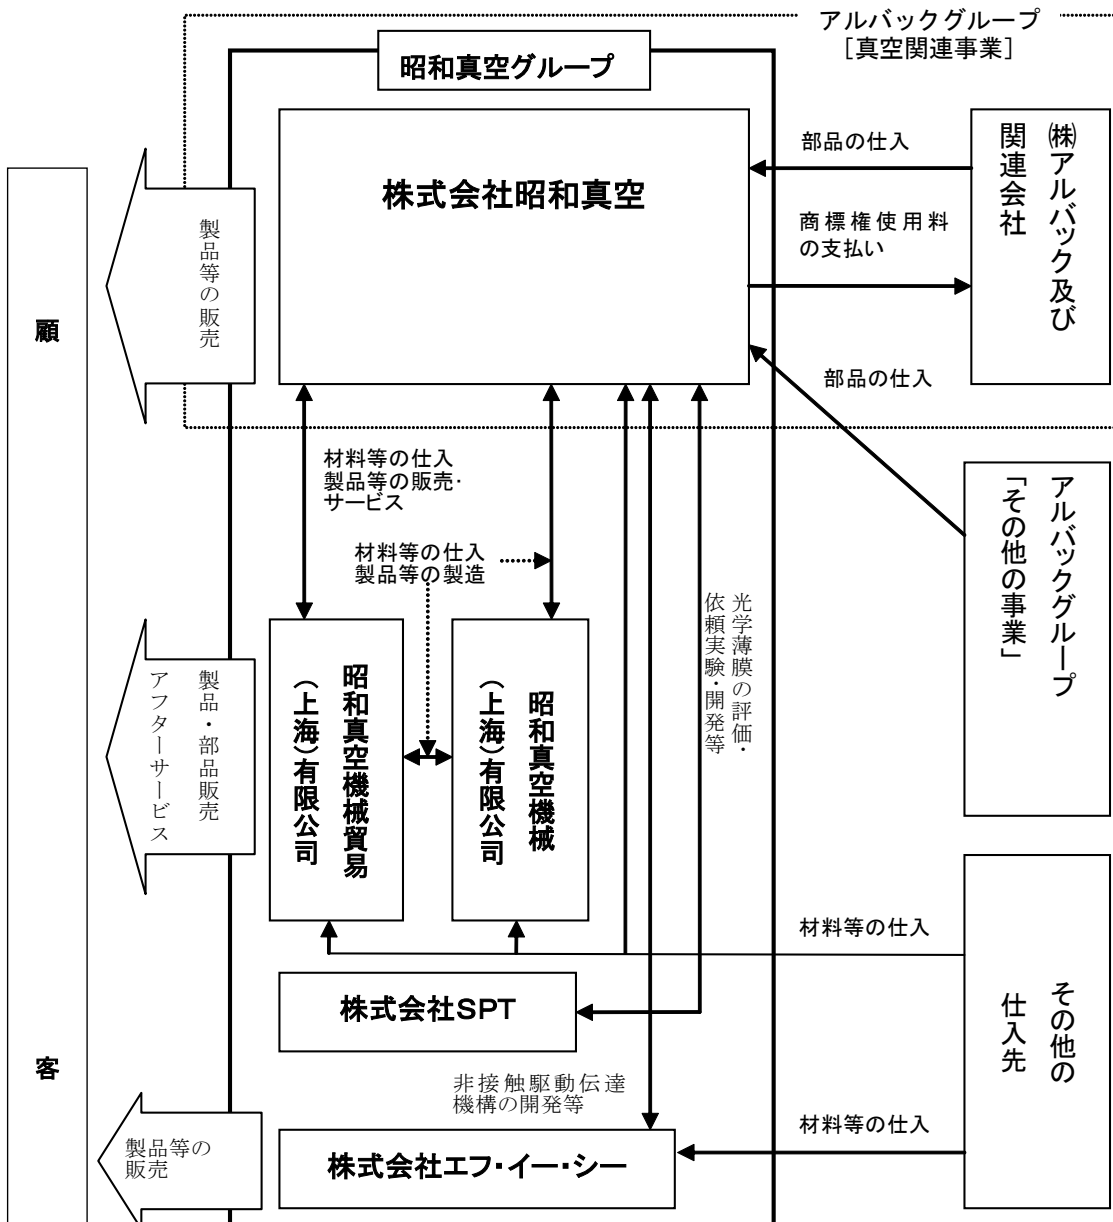 アルバックグループ
［真空関連事業］
昭和真空グループ
株式会社昭和真空
部品の仕入
商標権使用料
の支払い
㈱アルバック及び
関連会社
製品等の販売
顧
客
部品の仕入
材料等の仕入
製品等の販売・
サービス
材料等の仕入
製品等の製造
アルバックグループ
「その他の事業」
光学薄膜の評価・
依頼実験・開発等
製品・部品販売
アフターサービス
昭和真空機械貿易
（上海）有限公司
昭和真空機械
（上海）有限公司
材料等の仕入
その他の
仕入先
株式会社SPT
非接触駆動伝達
機構の開発等
材料等の仕入
製品等の
販売
株式会社エフ・イー・シー